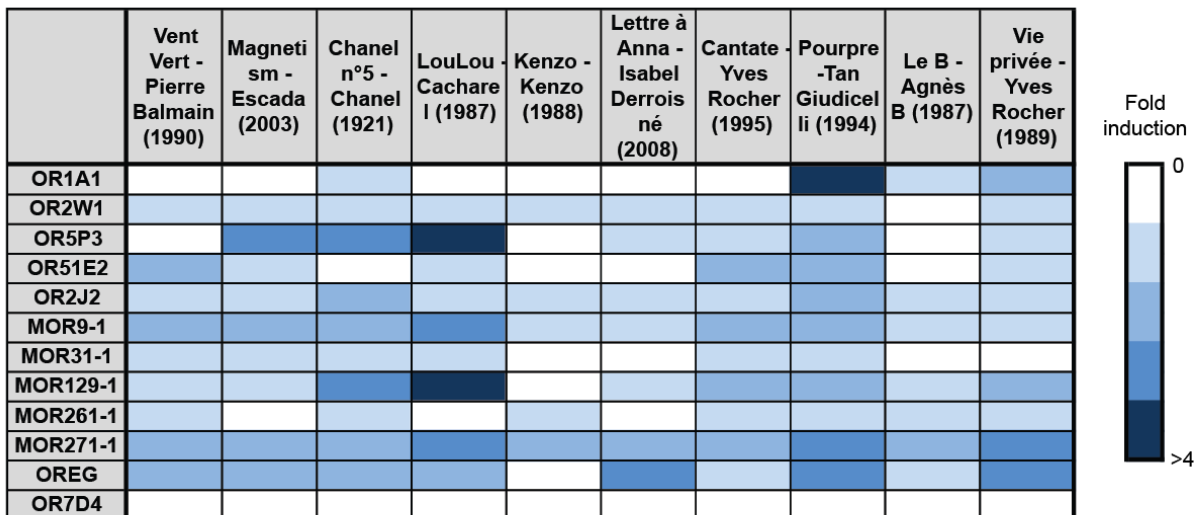 Vent
Vert -
Pierre
Balmain
(1990)
Magneti
sm -
Escada
(2003)
Chanel
n°5 -
Chanel
(1921)
LouLou -
Cachare
l (1987)
Kenzo -
Kenzo
(1988)
Lettre à
Anna -
Isabel
Derrois
né
(2008)
Cantate -
Yves
Rocher
(1995)
Pourpre
-Tan
Giudicel
li (1994)
Le B -
Agnès
B (1987)
Vie
privée -
Yves
Rocher
(1989)
Fold
induction
0
>4
OR1A1
OR2W1
OR5P3
OR51E2
OR2J2
MOR9-1
MOR31-1
MOR129-1
MOR261-1
MOR271-1
OREG
OR7D4